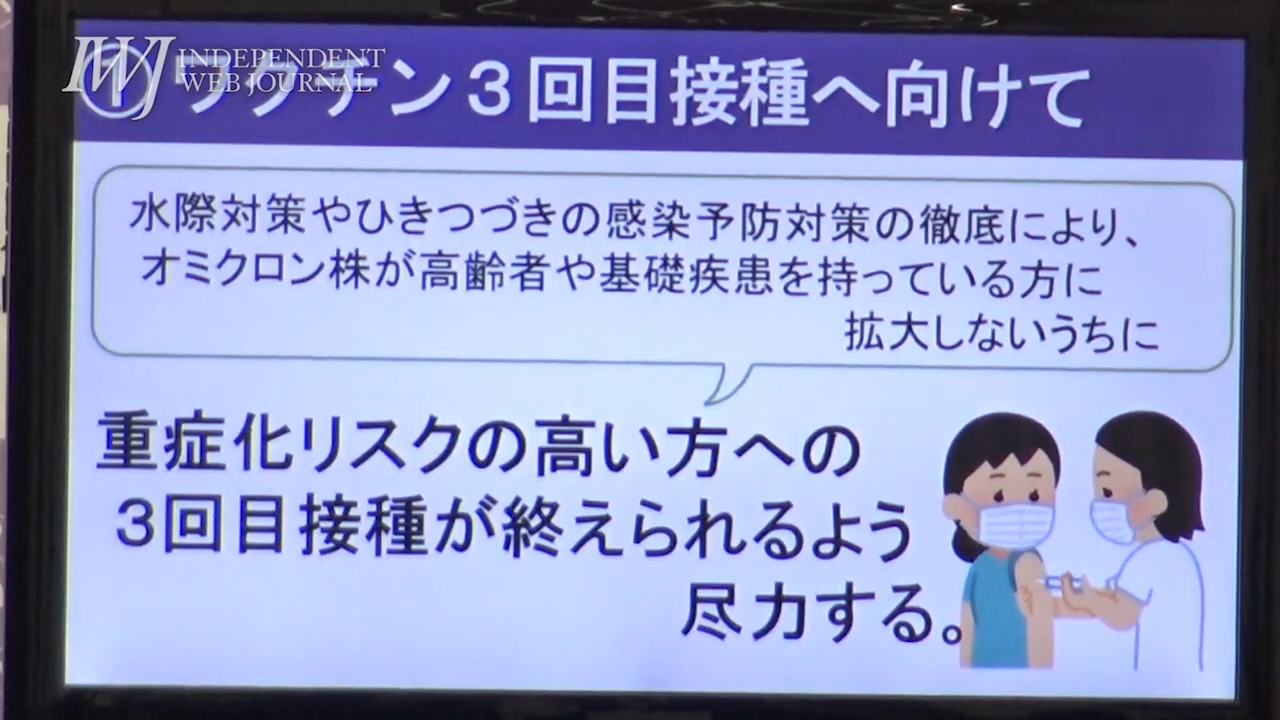 IWJ INDEPENDENT
WEB JOURNAL
①ワクチン３回目接種へ向けて
水際対策やひきつづきの感染予防対策の徹底により、
オミクロン株が高齢者や基礎疾患を持っている方に
拡大しないうちに
重症化リスクの高い方への
３回目接種が終えられるよう
尽力する。